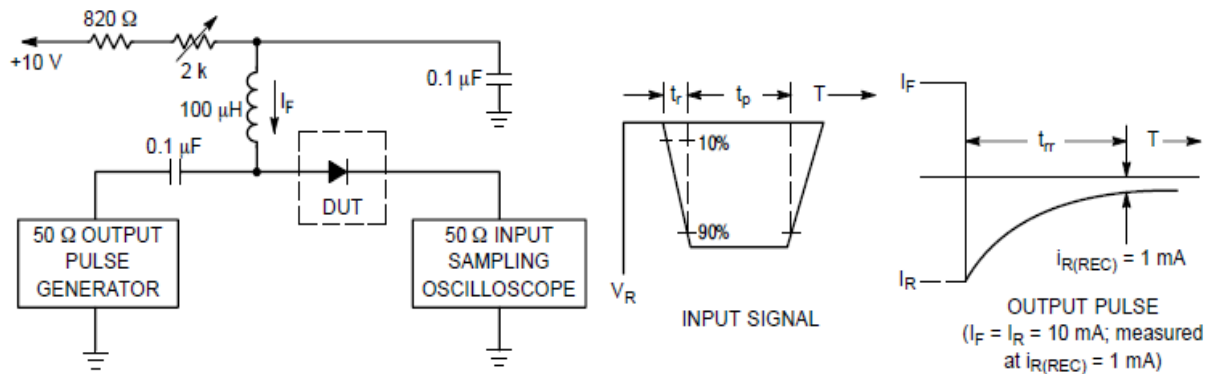 820 Ω
+10 V
2 k
100 µH
I_F
0.1 µF
0.1 µF
DUT
50 Ω OUTPUT
PULSE
GENERATOR
50 Ω INPUT
SAMPLING
OSCILLOSCOPE
t_r
t_p
T
10%
90%
V_R
INPUT SIGNAL
I_F
t_rr
T
i_R(REC) = 1 mA
I_R
OUTPUT PULSE
(I_F = I_R = 10 mA; measured
at i_R(REC) = 1 mA)